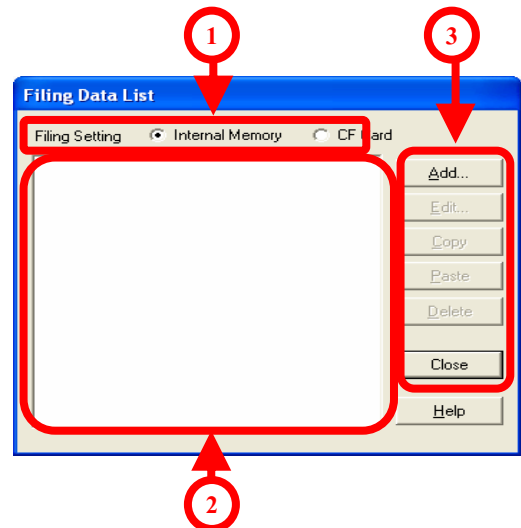 1
3
Filing Data List
Filing Setting Internal Memory CF Card
Add...
Edit...
Copy
Paste
Delete
Close
Help
2